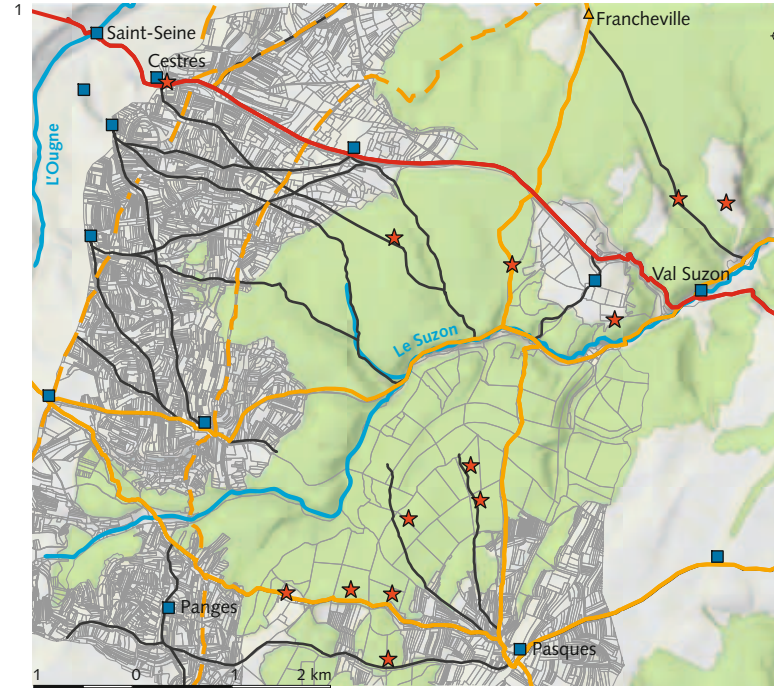 1
Francheville
Saint-Seine
Cestres
L'Ougne
Val Suzon
Le Suzon
Panges
Pasques
1 0 1 2 km